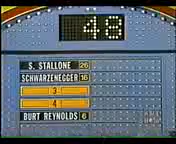 48
S. STALLONE 26
SCHWARZENEGGER 16
3
4
BURT REYNOLDS 6